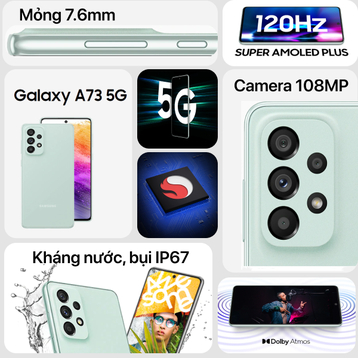 Mỏng 7.6mm
120Hz
SUPER AMOLED PLUS
Galaxy A73 5G
5G
Camera 108MP
Kháng nước, bụi IP67
Dolby Atmos